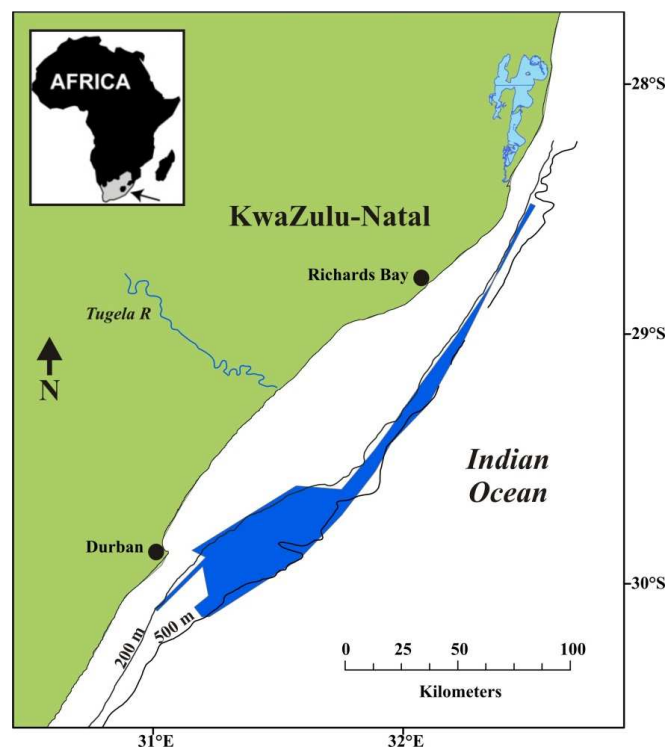 AFRICA
28°S
KwaZulu-Natal
Richards Bay
Tugela R
29°S
N
Indian
Ocean
Durban
30°S
200 m
500 m
0 25 50 100
Kilometers
31°E
32°E